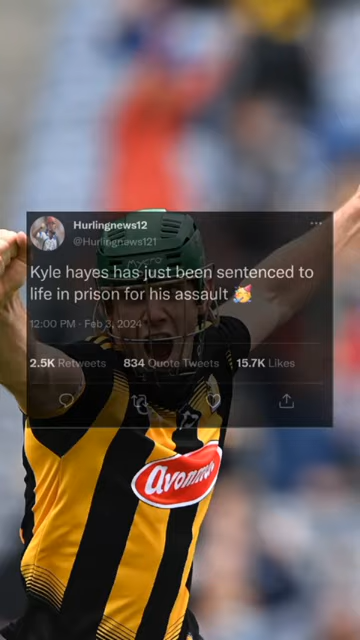 Hurlingnews12
@Hurlingnews121
Kyle hayes has just been sentenced to
life in prison for his assault 🥳
12:00 PM · Feb 3, 2024
2.5K Retweets 834 Quote Tweets 15.7K Likes
avonmore